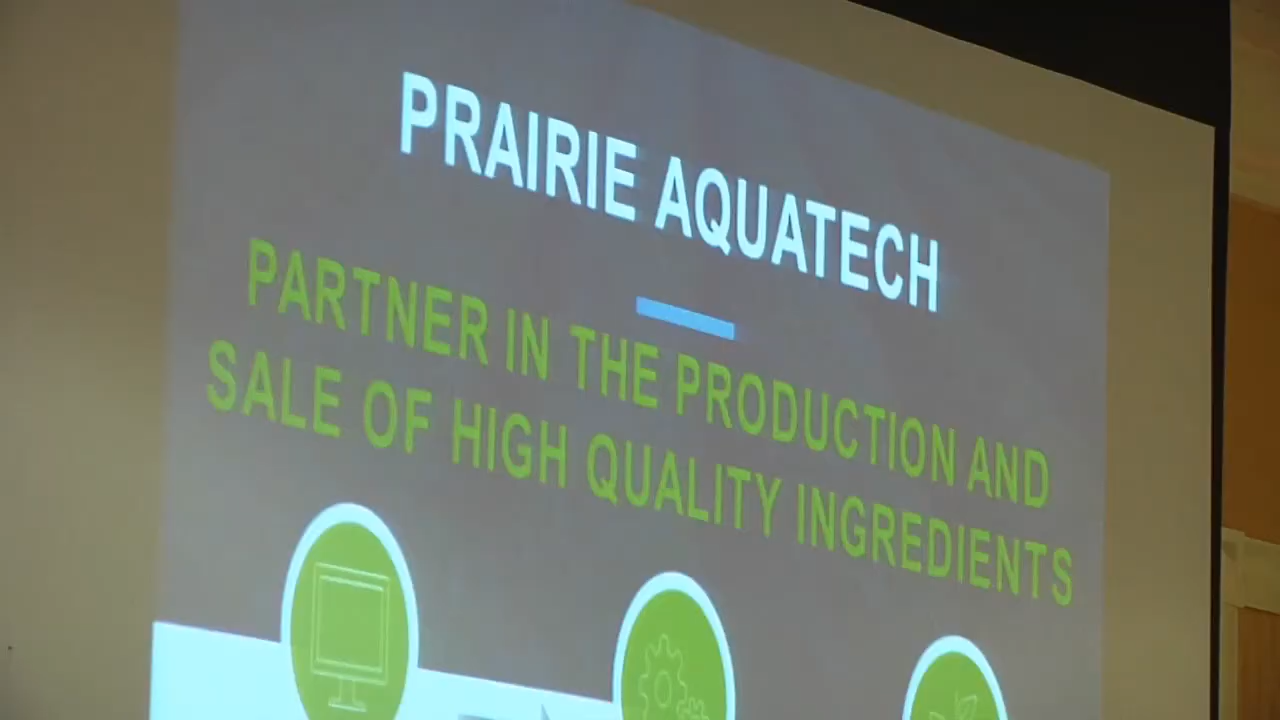 PRAIRIE AQUATECH
PARTNER IN THE PRODUCTION AND
SALE OF HIGH QUALITY INGREDIENTS